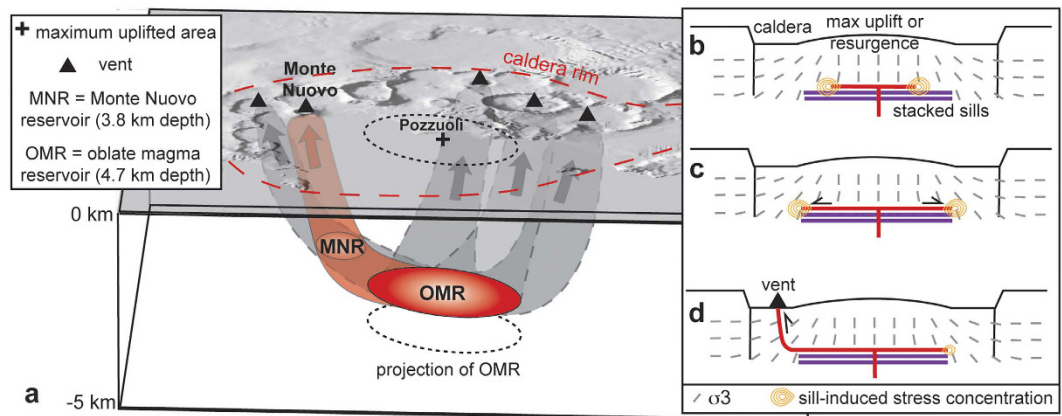 + maximum uplifted area
vent
MNR = Monte Nuovo
reservoir (3.8 km depth)
OMR = oblate magma
reservoir (4.7 km depth)
Monte
Nuovo
caldera rim
Pozzuoli
0 km
MNR
OMR
projection of OMR
-5 km
a
b
caldera
max uplift or
resurgence
stacked sills
c
vent
d
σ3
sill-induced stress concentration